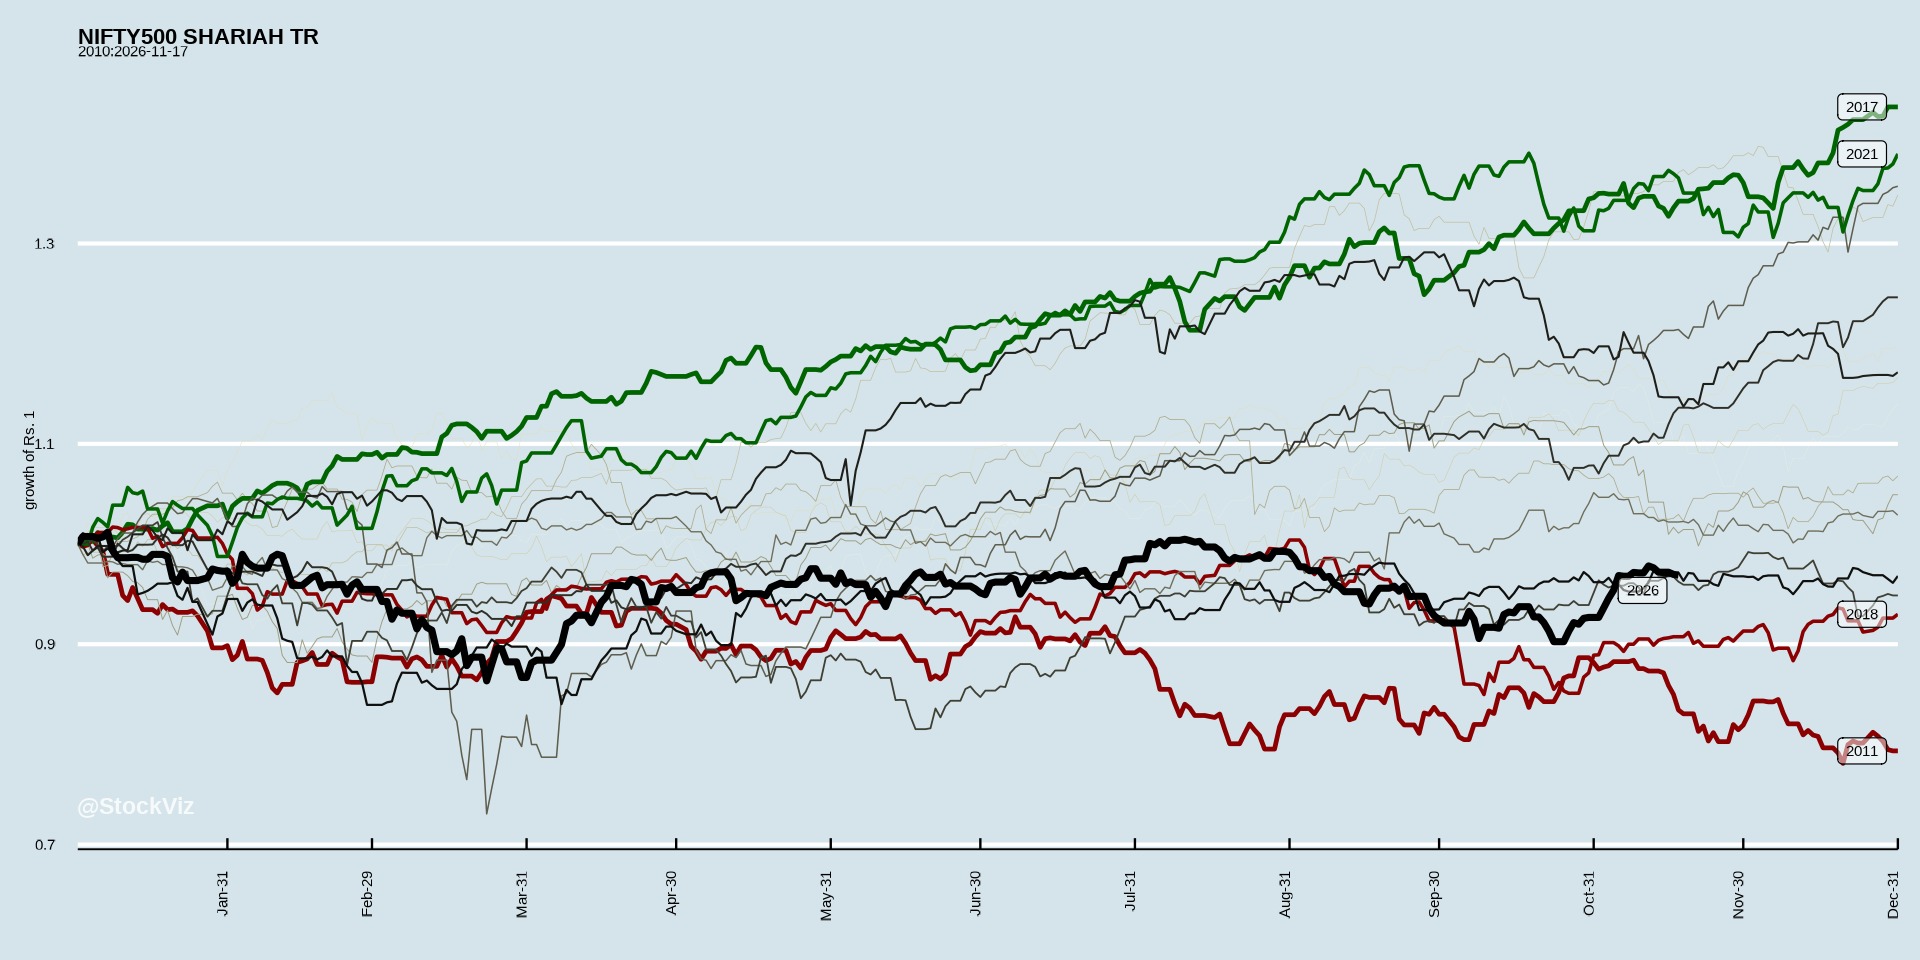 NIFTY500 SHARIAH TR
2010:2026-11-17
2017
2021
1.3
1.1
growth of Rs. 1
2026
2018
0.9
2011
@StockViz
0.7
Jan-31
Feb-29
Mar-31
Apr-30
May-31
Jun-30
Jul-31
Aug-31
Sep-30
Oct-31
Nov-30
Dec-31